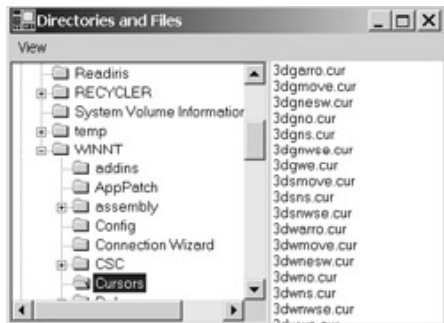 Directories and Files
View
Readiris
RECYCLER
System Volume Information
temp
WINNT
addins
AppPatch
assembly
Config
Connection Wizard
CSC
Cursors
3dgarro.cur
3dgmove.cur
3dgnesw.cur
3dgno.cur
3dgns.cur
3dgnwse.cur
3dgwe.cur
3dsmove.cur
3dsns.cur
3dsnwse.cur
3dwarro.cur
3dwmove.cur
3dwnesw.cur
3dwno.cur
3dwns.cur
3dwnwse.cur